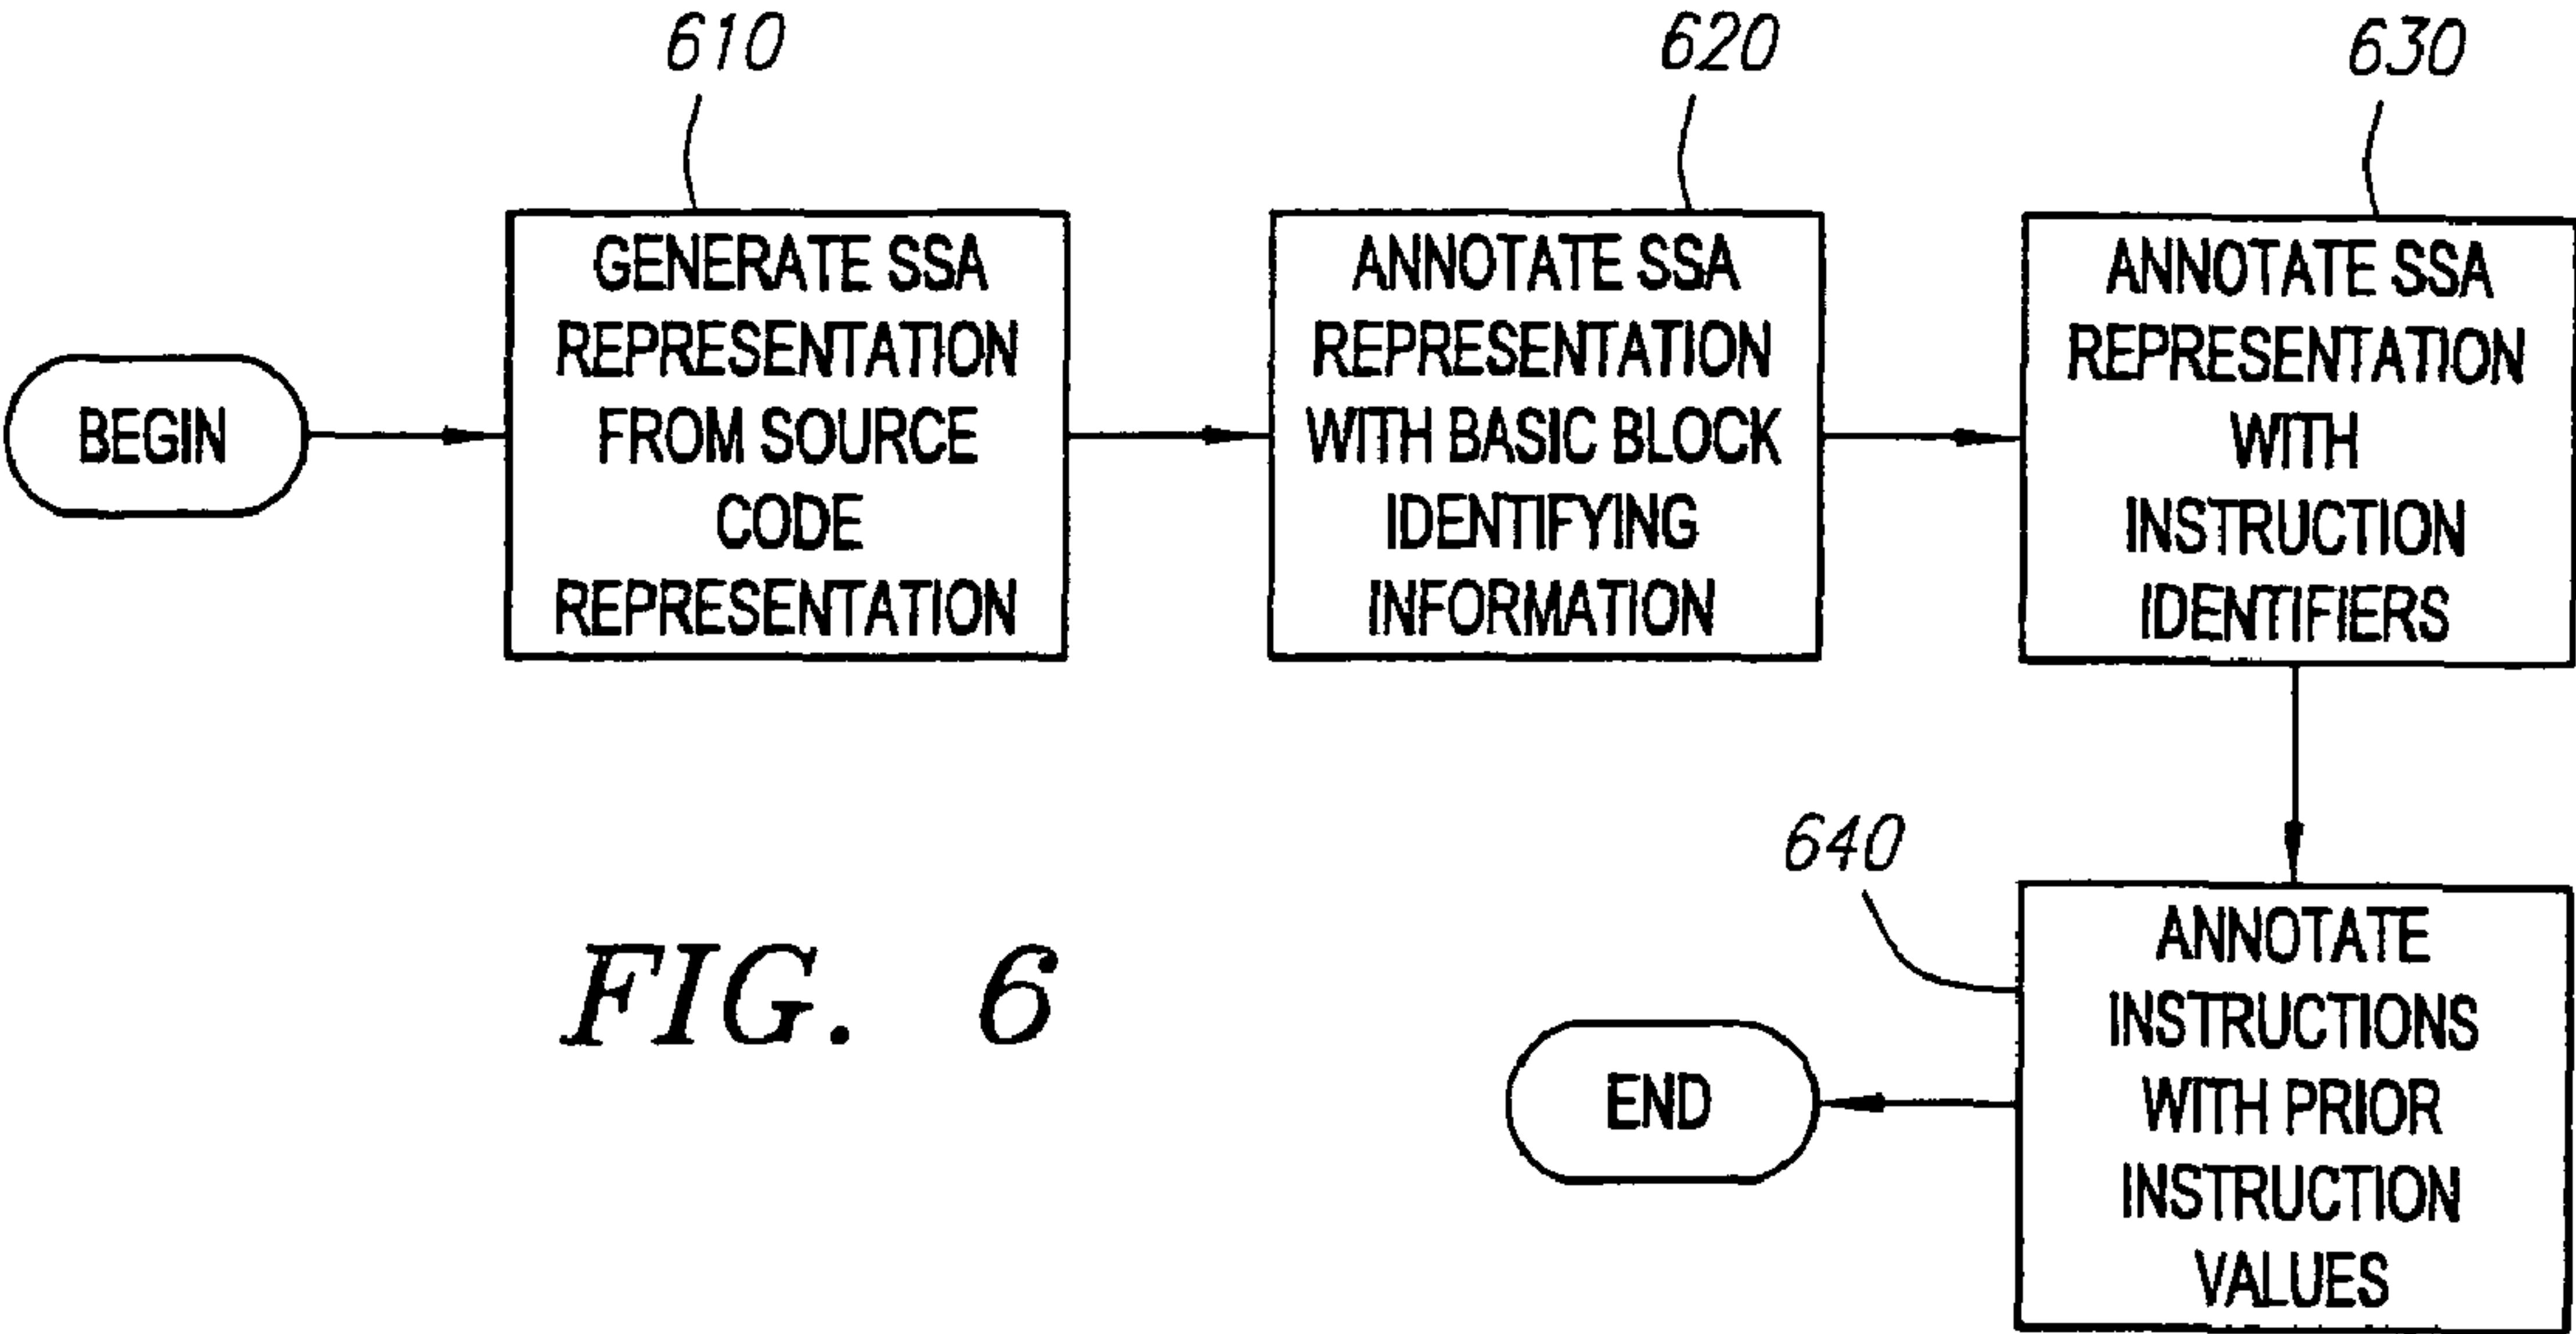 610
GENERATE SSA
REPRESENTATION
FROM SOURCE
CODE
REPRESENTATION
620
ANNOTATE SSA
REPRESENTATION
WITH BASIC BLOCK
IDENTIFYING
INFORMATION
630
ANNOTATE SSA
REPRESENTATION
WITH
INSTRUCTION
IDENTIFIERS
BEGIN
640
ANNOTATE
INSTRUCTIONS
WITH PRIOR
INSTRUCTION
VALUES
END
FIG. 6